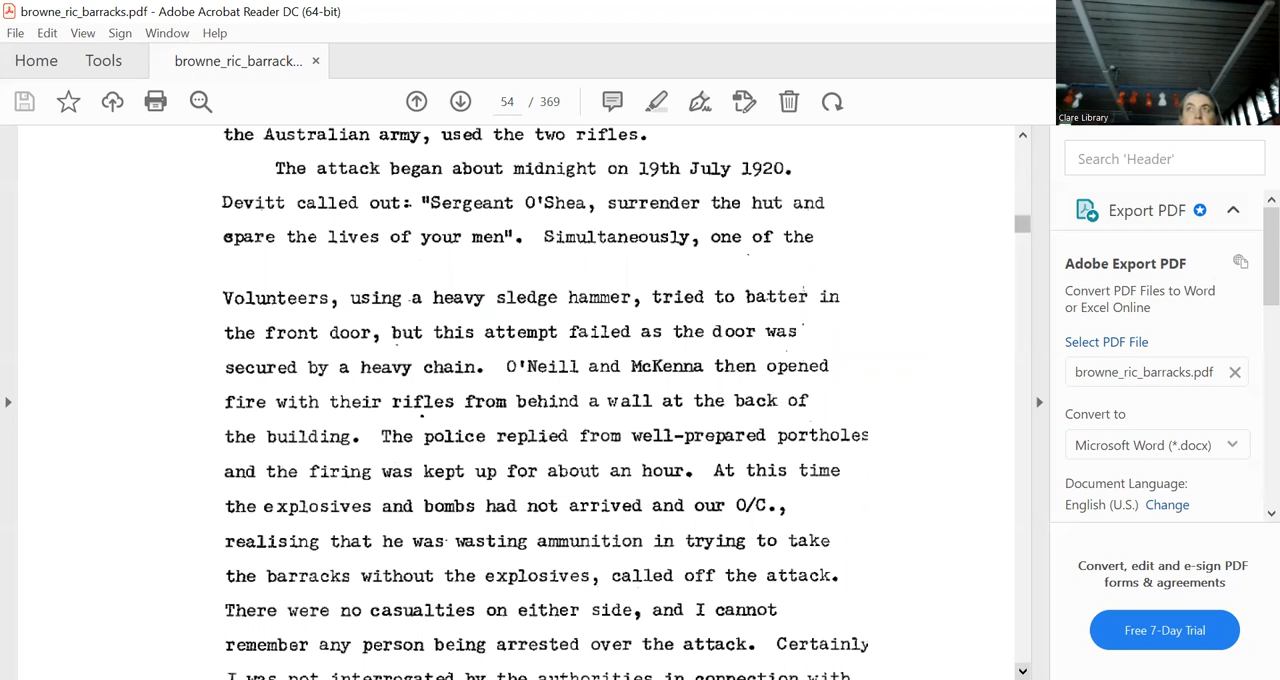 browne_ric_barracks.pdf - Adobe Acrobat Reader DC (64-bit)
File Edit View Sign Window Help
Home Tools browne_ric_barrack... ×
54 / 369
Clare Library
the Australian army, used the two rifles.
The attack began about midnight on 19th July 1920.
Devitt called out: "Sergeant O'Shea, surrender the hut and
spare the lives of your men". Simultaneously, one of the
Volunteers, using a heavy sledge hammer, tried to batter in
the front door, but this attempt failed as the door was
secured by a heavy chain. O'Neill and McKenna then opened
fire with their rifles from behind a wall at the back of
the building. The police replied from well-prepared portholes
and the firing was kept up for about an hour. At this time
the explosives and bombs had not arrived and our O/C.,
realising that he was wasting ammunition in trying to take
the barracks without the explosives, called off the attack.
There were no casualties on either side, and I cannot
remember any person being arrested over the attack. Certainly
I was not interrogated by the authorities in connection with
Search 'Header'
Export PDF
Adobe Export PDF
Convert PDF Files to Word
or Excel Online
Select PDF File
browne_ric_barracks.pdf
Convert to
Microsoft Word (*.docx)
Document Language:
English (U.S.) Change
Convert, edit and e-sign PDF
forms & agreements
Free 7-Day Trial